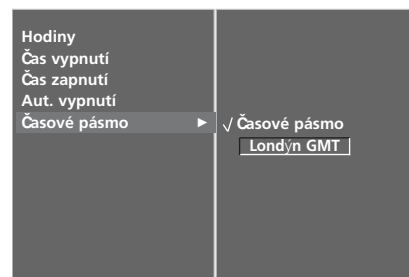 Hodiny
Čas vypnutí
Čas zapnutí
Aut. vypnutí
Časové pásmo ►
√ Časové pásmo
Londýn GMT